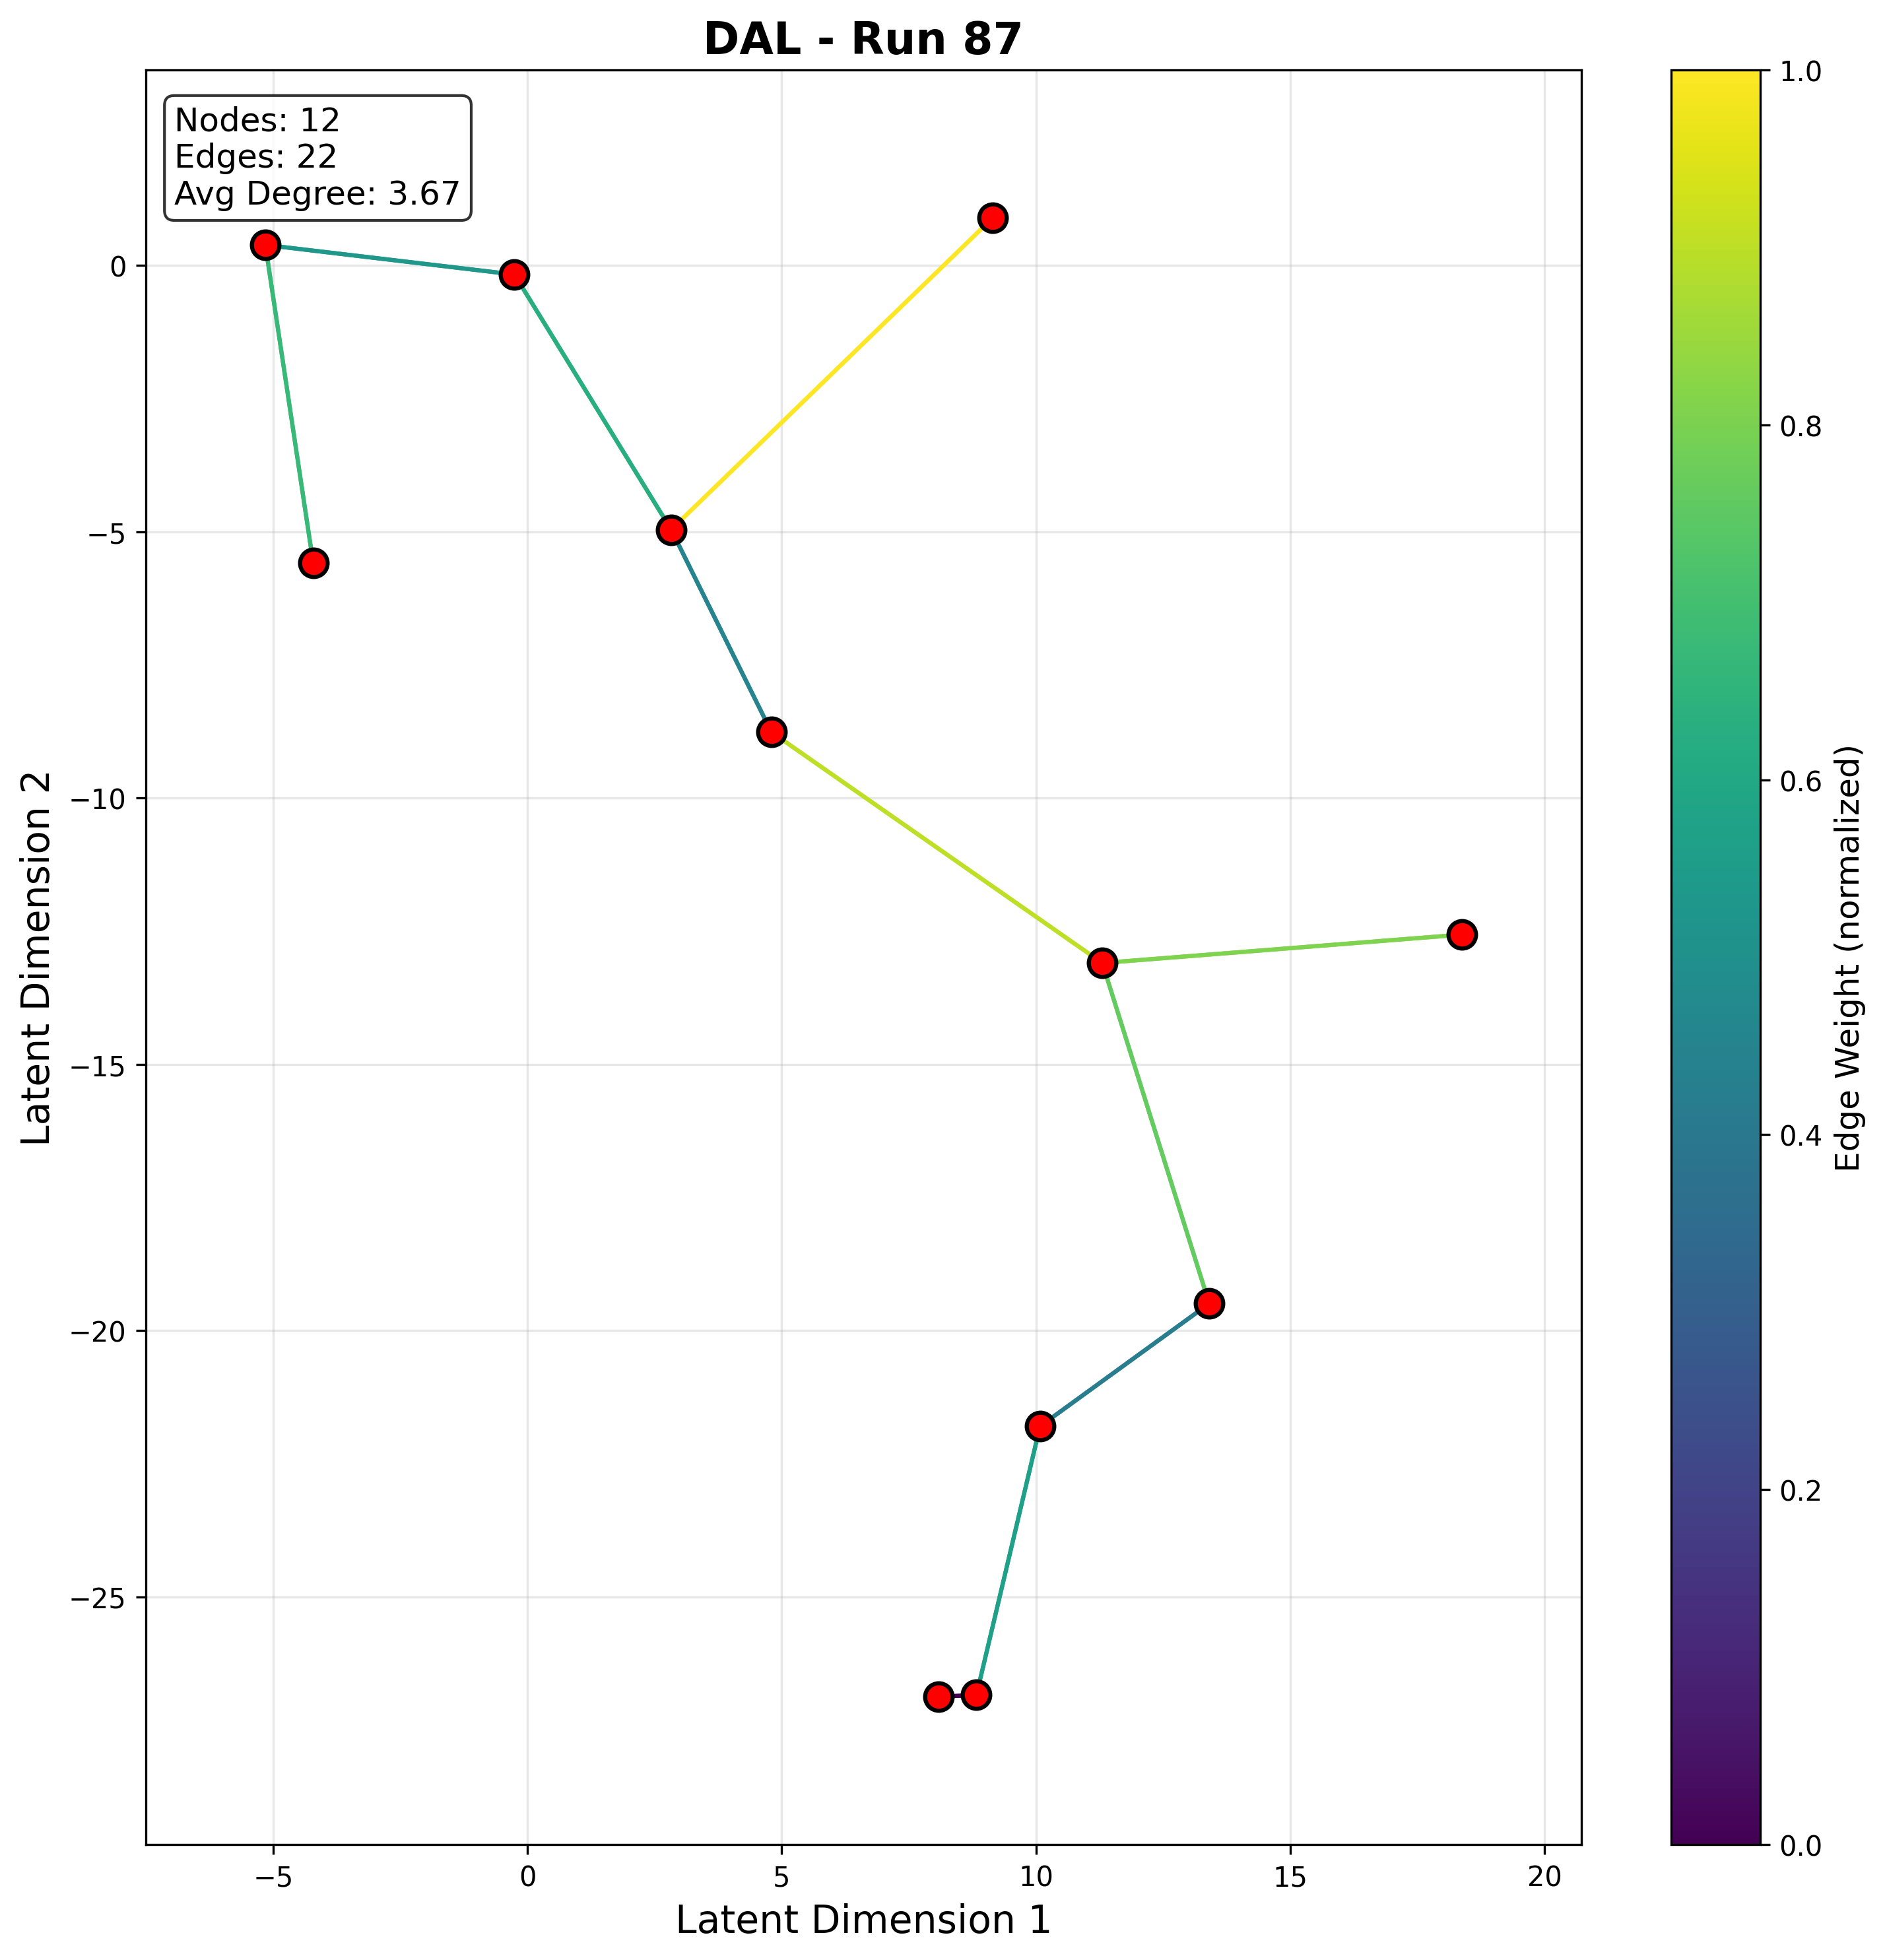 DAL - Run 87
Nodes: 12
Edges: 22
Avg Degree: 3.67
0
−5
−10
−15
−20
−25
Latent Dimension 2
−5
0
5
10
15
20
Latent Dimension 1
1.0
0.8
0.6
0.4
0.2
0.0
Edge Weight (normalized)